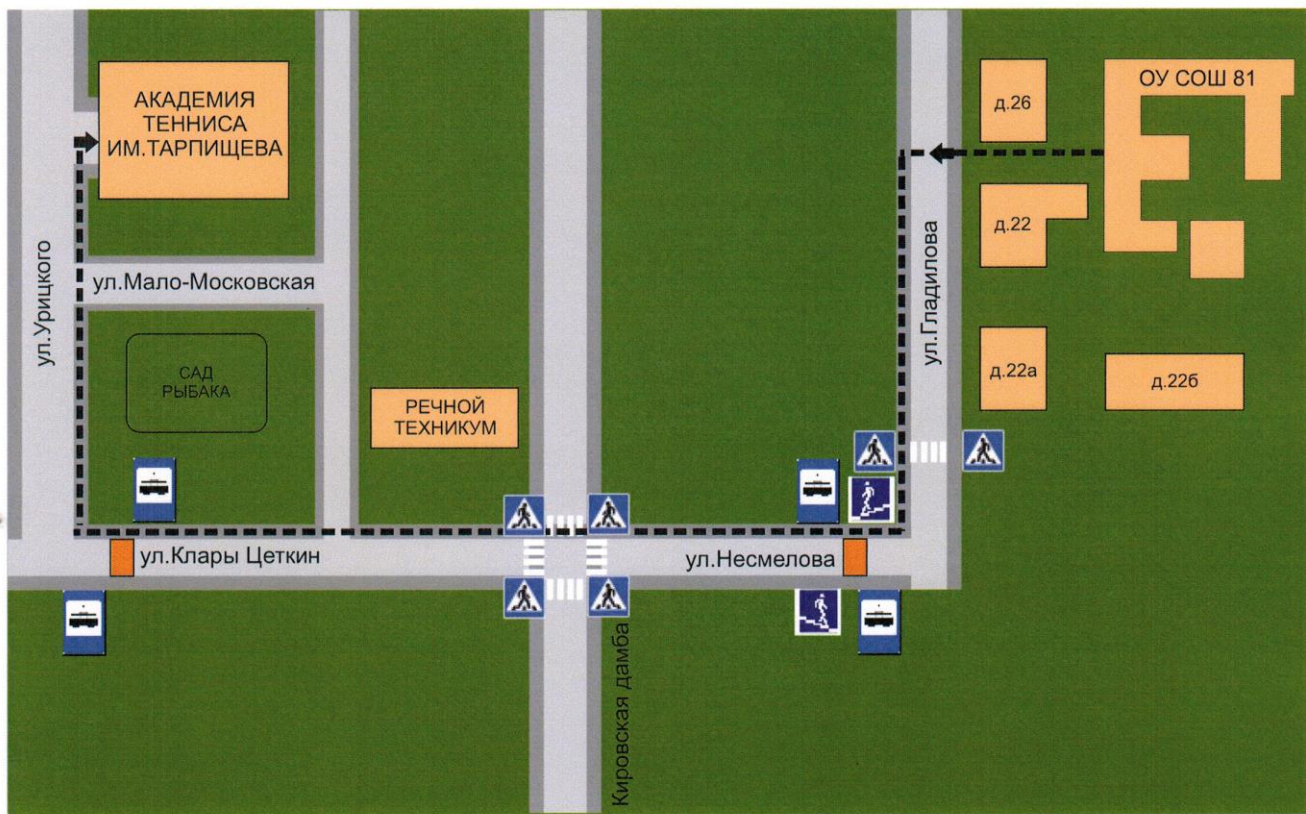 АКАДЕМИЯ
ТЕННИСА
ИМ.ТАРПИЩЕВА
ОУ СОШ 81
д.26
д.22
ул.Урицкого
ул.Мало-Московская
ул.Гладилова
САД
РЫБАКА
РЕЧНОЙ
ТЕХНИКУМ
д.22а
д.22б
ул.Клары Цеткин
ул.Несмелова
Кировская дамба